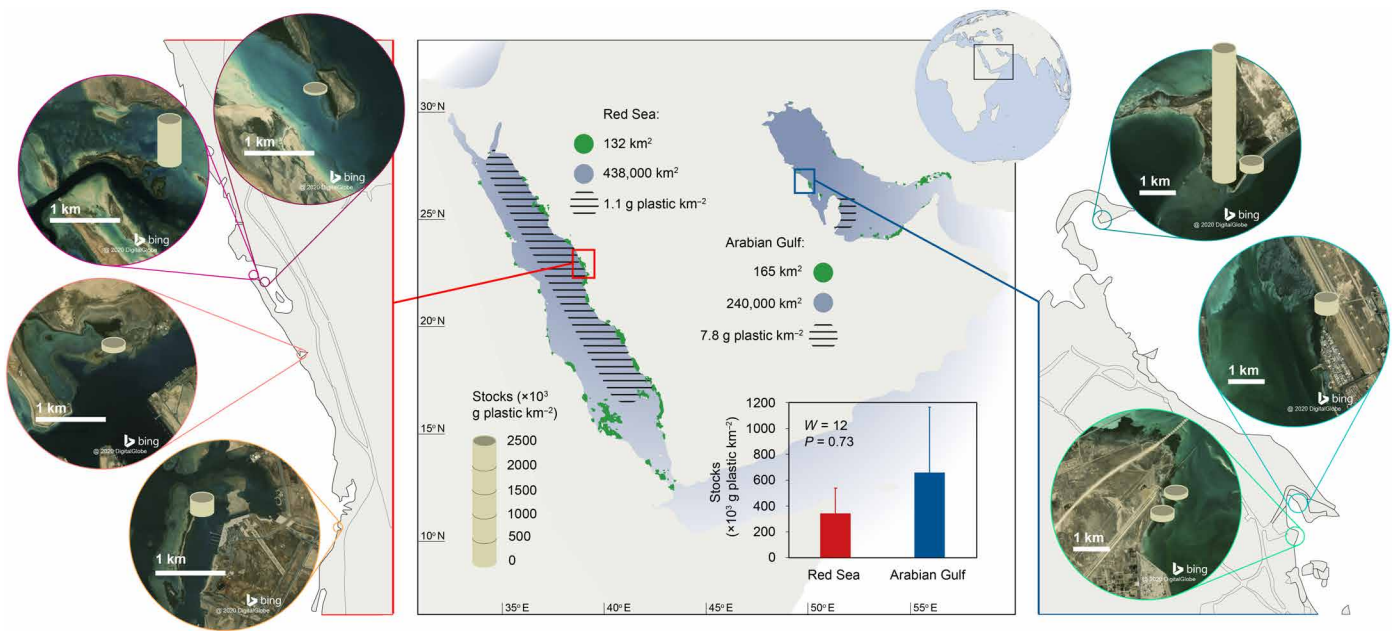 1 km
bing
@ 2020 DigitalGlobe
1 km
bing
@ 2020 DigitalGlobe
1 km
bing
@ 2020 DigitalGlobe
1 km
bing
@ 2020 DigitalGlobe
30°N
25°N
20°N
15°N
10°N
35°E
40°E
45°E
50°E
55°E
Red Sea:
132 km²
438,000 km²
1.1 g plastic km⁻²
Arabian Gulf:
165 km²
240,000 km²
7.8 g plastic km⁻²
Stocks (×10³
g plastic km⁻²)
2500
2000
1500
1000
500
0
Stocks
(×10³ g plastic km⁻²)
1200
1000
800
600
400
200
0
W = 12
P = 0.73
Red Sea
Arabian Gulf
1 km
bing
@ 2020 DigitalGlobe
1 km
bing
@ 2020 DigitalGlobe
1 km
bing
@ 2020 DigitalGlobe